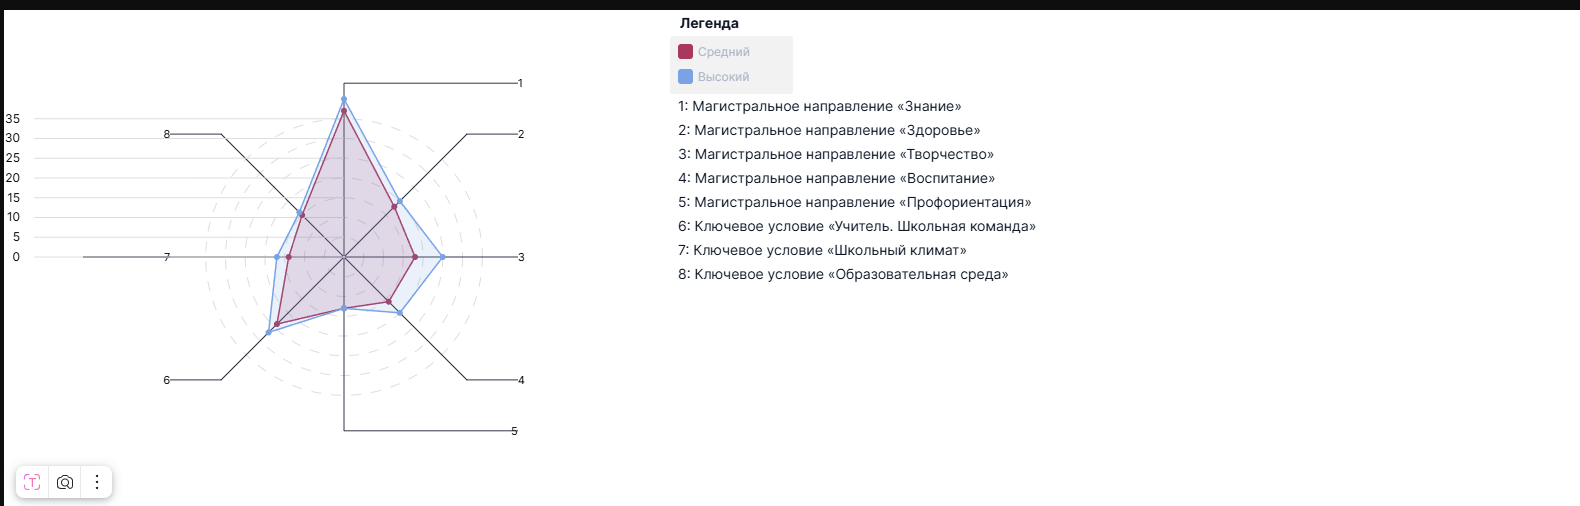 Легенда
Средний
Высокий
1: Магистральное направление «Знание»
2: Магистральное направление «Здоровье»
3: Магистральное направление «Творчество»
4: Магистральное направление «Воспитание»
5: Магистральное направление «Профориентация»
6: Ключевое условие «Учитель. Школьная команда»
7: Ключевое условие «Школьный климат»
8: Ключевое условие «Образовательная среда»
1
2
3
4
5
6
7
8
35
30
25
20
15
10
5
0